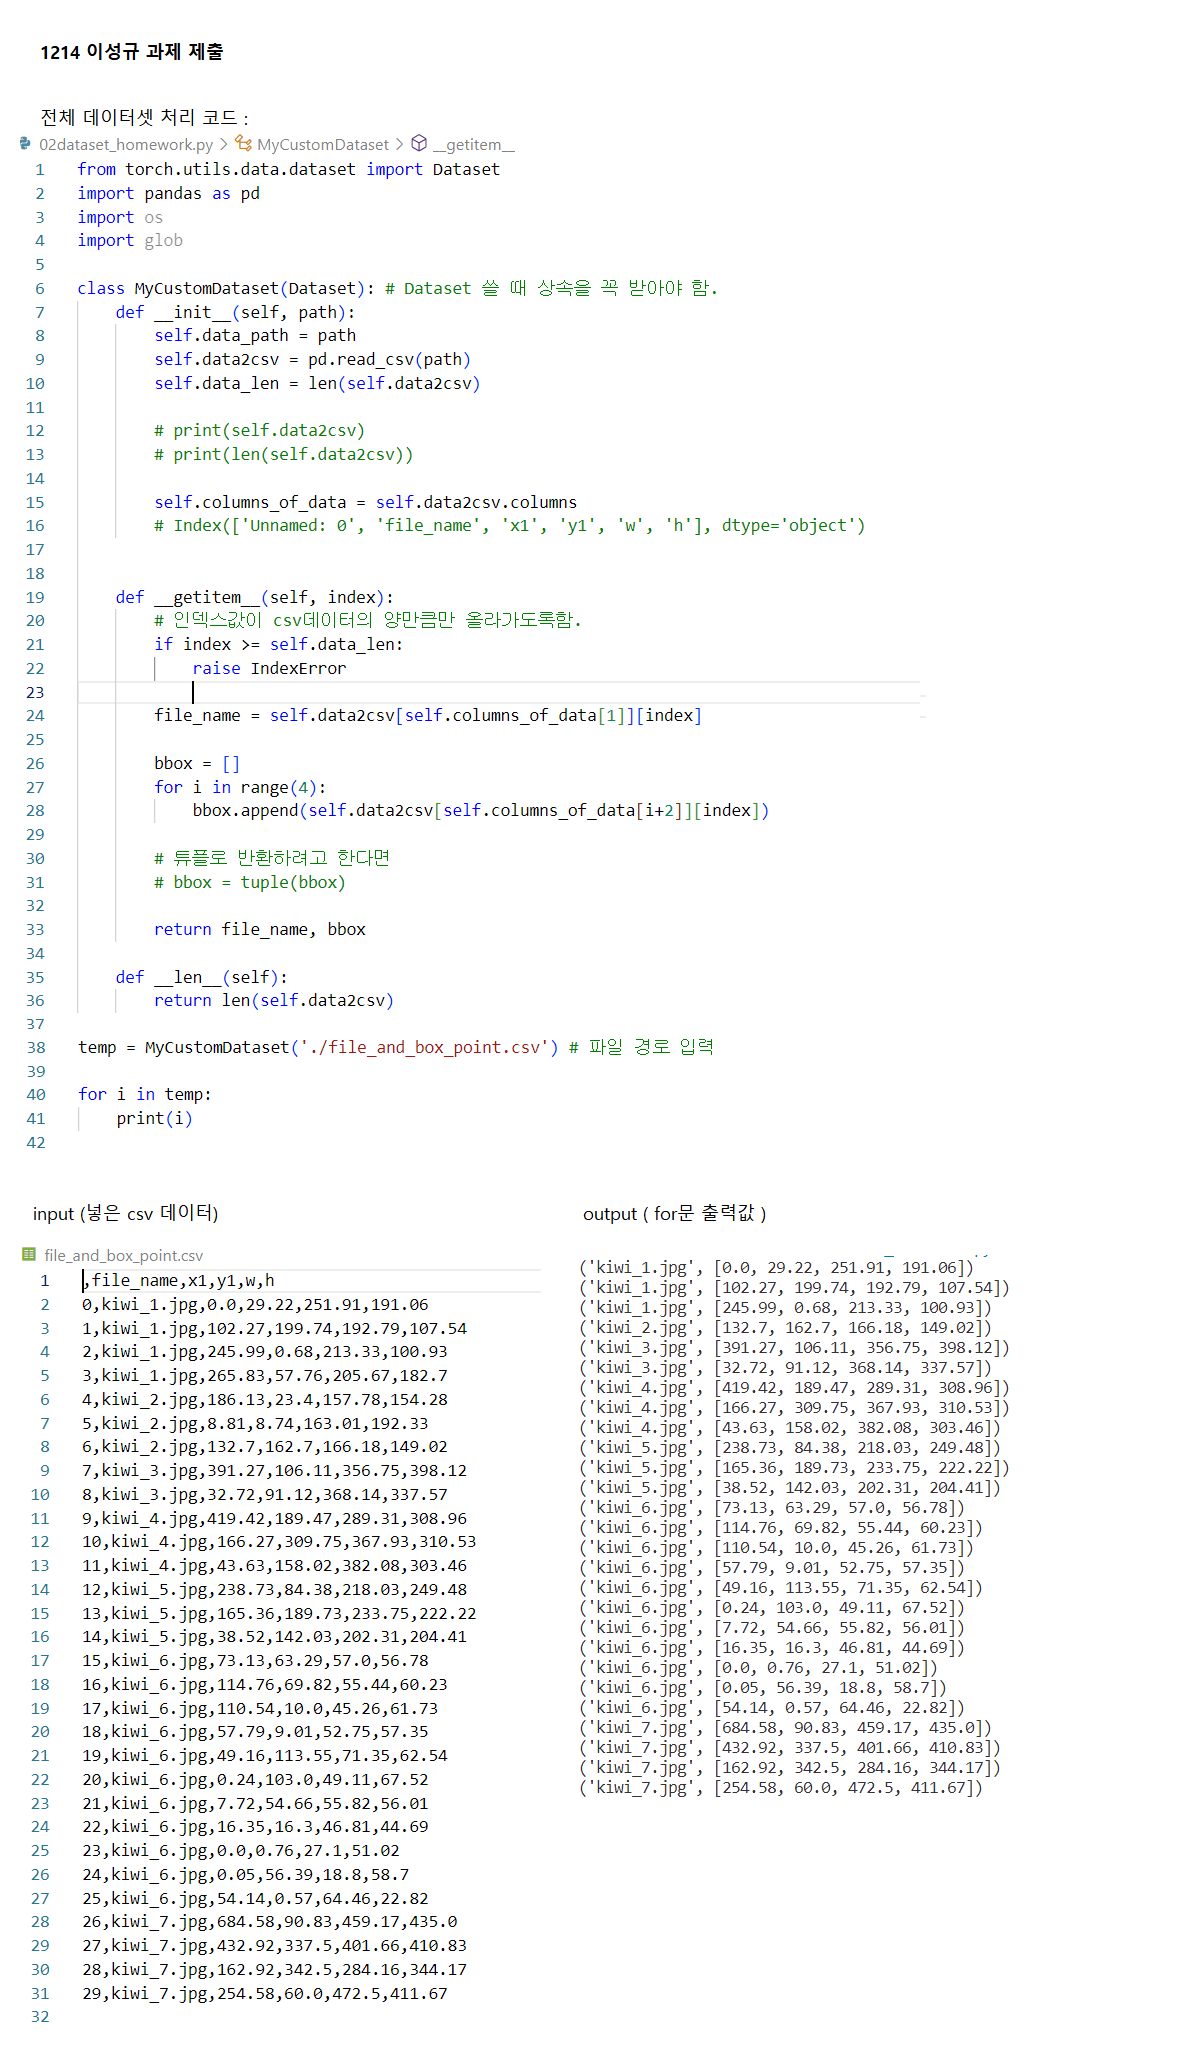 1214 이성규 과제 제출
전체 데이터셋 처리 코드 :
02dataset_homework.py > MyCustomDataset > __getitem__
1 from torch.utils.data.dataset import Dataset
2 import pandas as pd
3 import os
4 import glob
5
6 class MyCustomDataset(Dataset): # Dataset 쓸 때 상속을 꼭 받아야 함.
7 def __init__(self, path):
8 self.data_path = path
9 self.data2csv = pd.read_csv(path)
10 self.data_len = len(self.data2csv)
11
12 # print(self.data2csv)
13 # print(len(self.data2csv))
14
15 self.columns_of_data = self.data2csv.columns
16 # Index(['Unnamed: 0', 'file_name', 'x1', 'y1', 'w', 'h'], dtype='object')
17
18
19 def __getitem__(self, index):
20 # 인덱스값이 csv데이터의 양만큼만 올라가도록함.
21 if index >= self.data_len:
22 raise IndexError
23
24 file_name = self.data2csv[self.columns_of_data[1]][index]
25
26 bbox = []
27 for i in range(4):
28 bbox.append(self.data2csv[self.columns_of_data[i+2]][index])
29
30 # 튜플로 반환하려고 한다면
31 # bbox = tuple(bbox)
32
33 return file_name, bbox
34
35 def __len__(self):
36 return len(self.data2csv)
37
38 temp = MyCustomDataset('./file_and_box_point.csv') # 파일 경로 입력
39
40 for i in temp:
41 print(i)
42
input (넣은 csv 데이터)
file_and_box_point.csv
1 ,file_name,x1,y1,w,h
2 0,kiwi_1.jpg,0.0,29.22,251.91,191.06
3 1,kiwi_1.jpg,102.27,199.74,192.79,107.54
4 2,kiwi_1.jpg,245.99,0.68,213.33,100.93
5 3,kiwi_1.jpg,265.83,57.76,205.67,182.7
6 4,kiwi_2.jpg,186.13,23.4,157.78,154.28
7 5,kiwi_2.jpg,8.81,8.74,163.01,192.33
8 6,kiwi_2.jpg,132.7,162.7,166.18,149.02
9 7,kiwi_3.jpg,391.27,106.11,356.75,398.12
10 8,kiwi_3.jpg,32.72,91.12,368.14,337.57
11 9,kiwi_4.jpg,419.42,189.47,289.31,308.96
12 10,kiwi_4.jpg,166.27,309.75,367.93,310.53
13 11,kiwi_4.jpg,43.63,158.02,382.08,303.46
14 12,kiwi_5.jpg,238.73,84.38,218.03,249.48
15 13,kiwi_5.jpg,165.36,189.73,233.75,222.22
16 14,kiwi_5.jpg,38.52,142.03,202.31,204.41
17 15,kiwi_6.jpg,73.13,63.29,57.0,56.78
18 16,kiwi_6.jpg,114.76,69.82,55.44,60.23
19 17,kiwi_6.jpg,110.54,10.0,45.26,61.73
20 18,kiwi_6.jpg,57.79,9.01,52.75,57.35
21 19,kiwi_6.jpg,49.16,113.55,71.35,62.54
22 20,kiwi_6.jpg,0.24,103.0,49.11,67.52
23 21,kiwi_6.jpg,7.72,54.66,55.82,56.01
24 22,kiwi_6.jpg,16.35,16.3,46.81,44.69
25 23,kiwi_6.jpg,0.0,0.76,27.1,51.02
26 24,kiwi_6.jpg,0.05,56.39,18.8,58.7
27 25,kiwi_6.jpg,54.14,0.57,64.46,22.82
28 26,kiwi_7.jpg,684.58,90.83,459.17,435.0
29 27,kiwi_7.jpg,432.92,337.5,401.66,410.83
30 28,kiwi_7.jpg,162.92,342.5,284.16,344.17
31 29,kiwi_7.jpg,254.58,60.0,472.5,411.67
32
output ( for문 출력값 )
('kiwi_1.jpg', [0.0, 29.22, 251.91, 191.06])
('kiwi_1.jpg', [102.27, 199.74, 192.79, 107.54])
('kiwi_1.jpg', [245.99, 0.68, 213.33, 100.93])
('kiwi_2.jpg', [132.7, 162.7, 166.18, 149.02])
('kiwi_3.jpg', [391.27, 106.11, 356.75, 398.12])
('kiwi_3.jpg', [32.72, 91.12, 368.14, 337.57])
('kiwi_4.jpg', [419.42, 189.47, 289.31, 308.96])
('kiwi_4.jpg', [166.27, 309.75, 367.93, 310.53])
('kiwi_4.jpg', [43.63, 158.02, 382.08, 303.46])
('kiwi_5.jpg', [238.73, 84.38, 218.03, 249.48])
('kiwi_5.jpg', [165.36, 189.73, 233.75, 222.22])
('kiwi_5.jpg', [38.52, 142.03, 202.31, 204.41])
('kiwi_6.jpg', [73.13, 63.29, 57.0, 56.78])
('kiwi_6.jpg', [114.76, 69.82, 55.44, 60.23])
('kiwi_6.jpg', [110.54, 10.0, 45.26, 61.73])
('kiwi_6.jpg', [57.79, 9.01, 52.75, 57.35])
('kiwi_6.jpg', [49.16, 113.55, 71.35, 62.54])
('kiwi_6.jpg', [0.24, 103.0, 49.11, 67.52])
('kiwi_6.jpg', [7.72, 54.66, 55.82, 56.01])
('kiwi_6.jpg', [16.35, 16.3, 46.81, 44.69])
('kiwi_6.jpg', [0.0, 0.76, 27.1, 51.02])
('kiwi_6.jpg', [0.05, 56.39, 18.8, 58.7])
('kiwi_6.jpg', [54.14, 0.57, 64.46, 22.82])
('kiwi_7.jpg', [684.58, 90.83, 459.17, 435.0])
('kiwi_7.jpg', [432.92, 337.5, 401.66, 410.83])
('kiwi_7.jpg', [162.92, 342.5, 284.16, 344.17])
('kiwi_7.jpg', [254.58, 60.0, 472.5, 411.67])